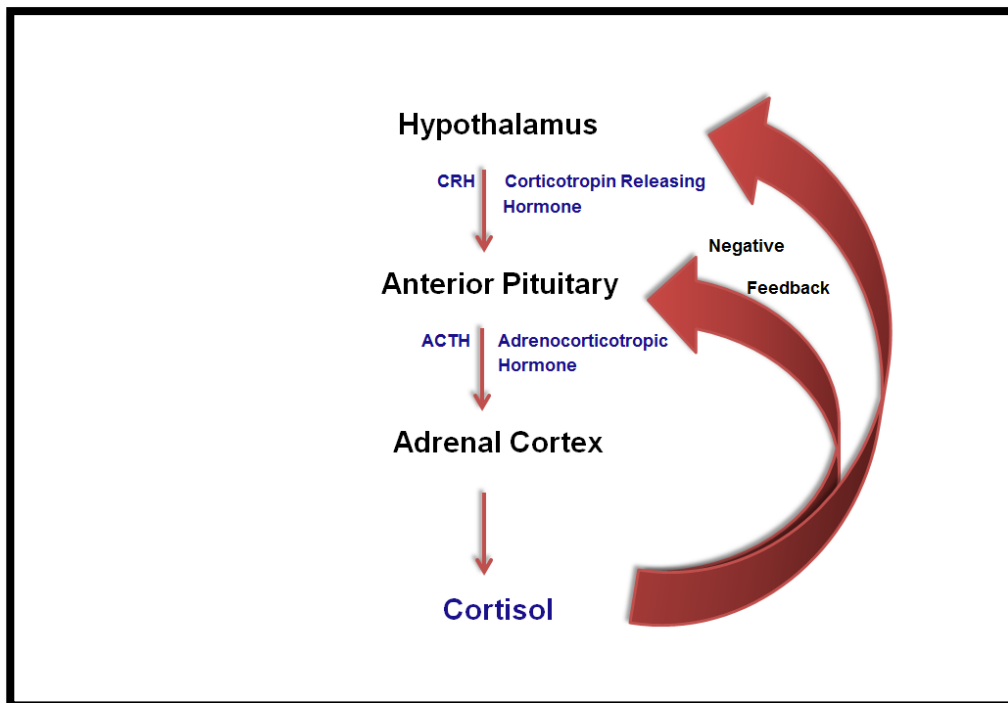 Hypothalamus
CRH Corticotropin Releasing
Hormone
Negative
Anterior Pituitary Feedback
ACTH Adrenocorticotropic
Hormone
Adrenal Cortex
Cortisol